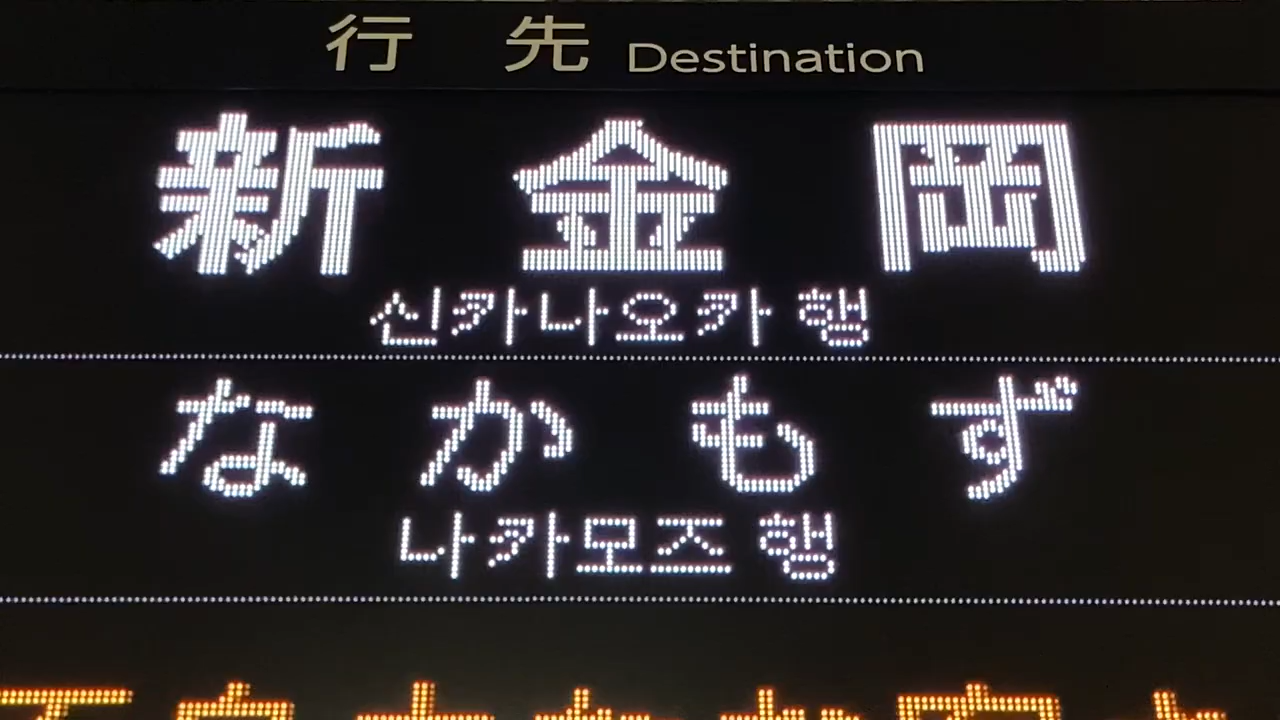 行 先 Destination
新金岡
신카나오카 행
なかもず
나카모즈 행